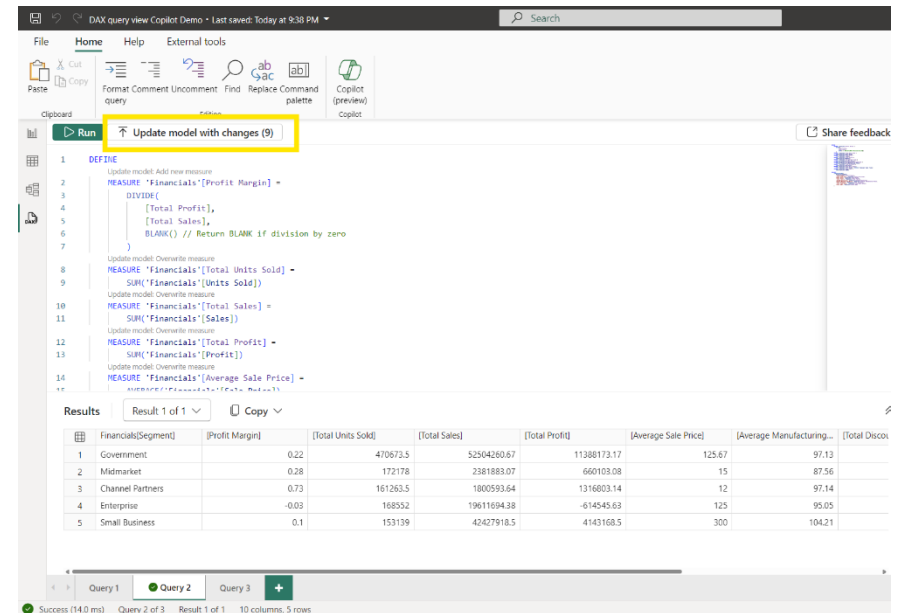 DAX query view Copilot Demo • Last saved: Today at 9:38 PM
Search
File Home Help External tools
Paste
Cut
Copy
Format query
Comment
Uncomment
Find
Replace
Command palette
Copilot (preview)
Clipboard
Editing
Copilot
Run
Update model with changes (9)
Share feedback
1 DEFINE
Update model: Add new measure
2 MEASURE 'Financials'[Profit Margin] =
3 DIVIDE(
4 [Total Profit],
5 [Total Sales],
6 BLANK() // Return BLANK if division by zero
7 )
Update model: Overwrite measure
8 MEASURE 'Financials'[Total Units Sold] =
9 SUM('Financials'[Units Sold])
Update model: Overwrite measure
10 MEASURE 'Financials'[Total Sales] =
11 SUM('Financials'[Sales])
Update model: Overwrite measure
12 MEASURE 'Financials'[Total Profit] =
13 SUM('Financials'[Profit])
Update model: Overwrite measure
14 MEASURE 'Financials'[Average Sale Price] =
15 AVERAGE('Financials'[Sale Price])
Results Result 1 of 1 Copy
Financials[Segment] [Profit Margin] [Total Units Sold] [Total Sales] [Total Profit] [Average Sale Price] [Average Manufacturing... [Total Discou
1 Government 0.22 470673.5 52504260.67 11388173.17 125.67 97.13
2 Midmarket 0.28 172178 2381883.07 660103.08 15 87.56
3 Channel Partners 0.73 161263.5 1800593.64 1316803.14 12 97.14
4 Enterprise -0.03 168552 19611694.38 -614545.63 125 95.05
5 Small Business 0.1 153139 42427918.5 4143168.5 300 104.21
Query 1 Query 2 Query 3 +
Success (14.0 ms) Query 2 of 3 Result 1 of 1 10 columns, 5 rows